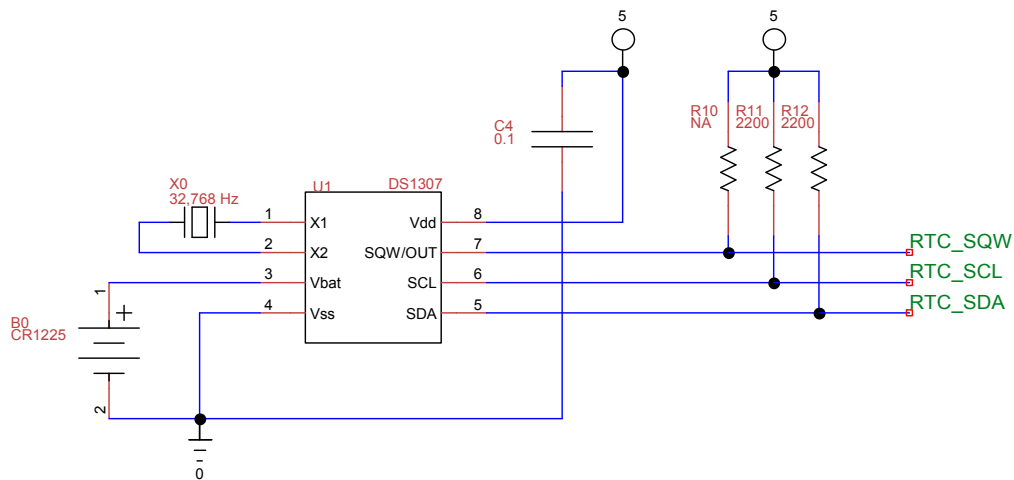 5
5
C4
0.1
R10
NA
R11
2200
R12
2200
X0
32,768 Hz
U1
DS1307
1
X1
Vdd
8
2
X2
SQW/OUT
7
RTC_SQW
3
Vbat
SCL
6
RTC_SCL
4
Vss
SDA
5
RTC_SDA
1
+
B0
CR1225
2
0